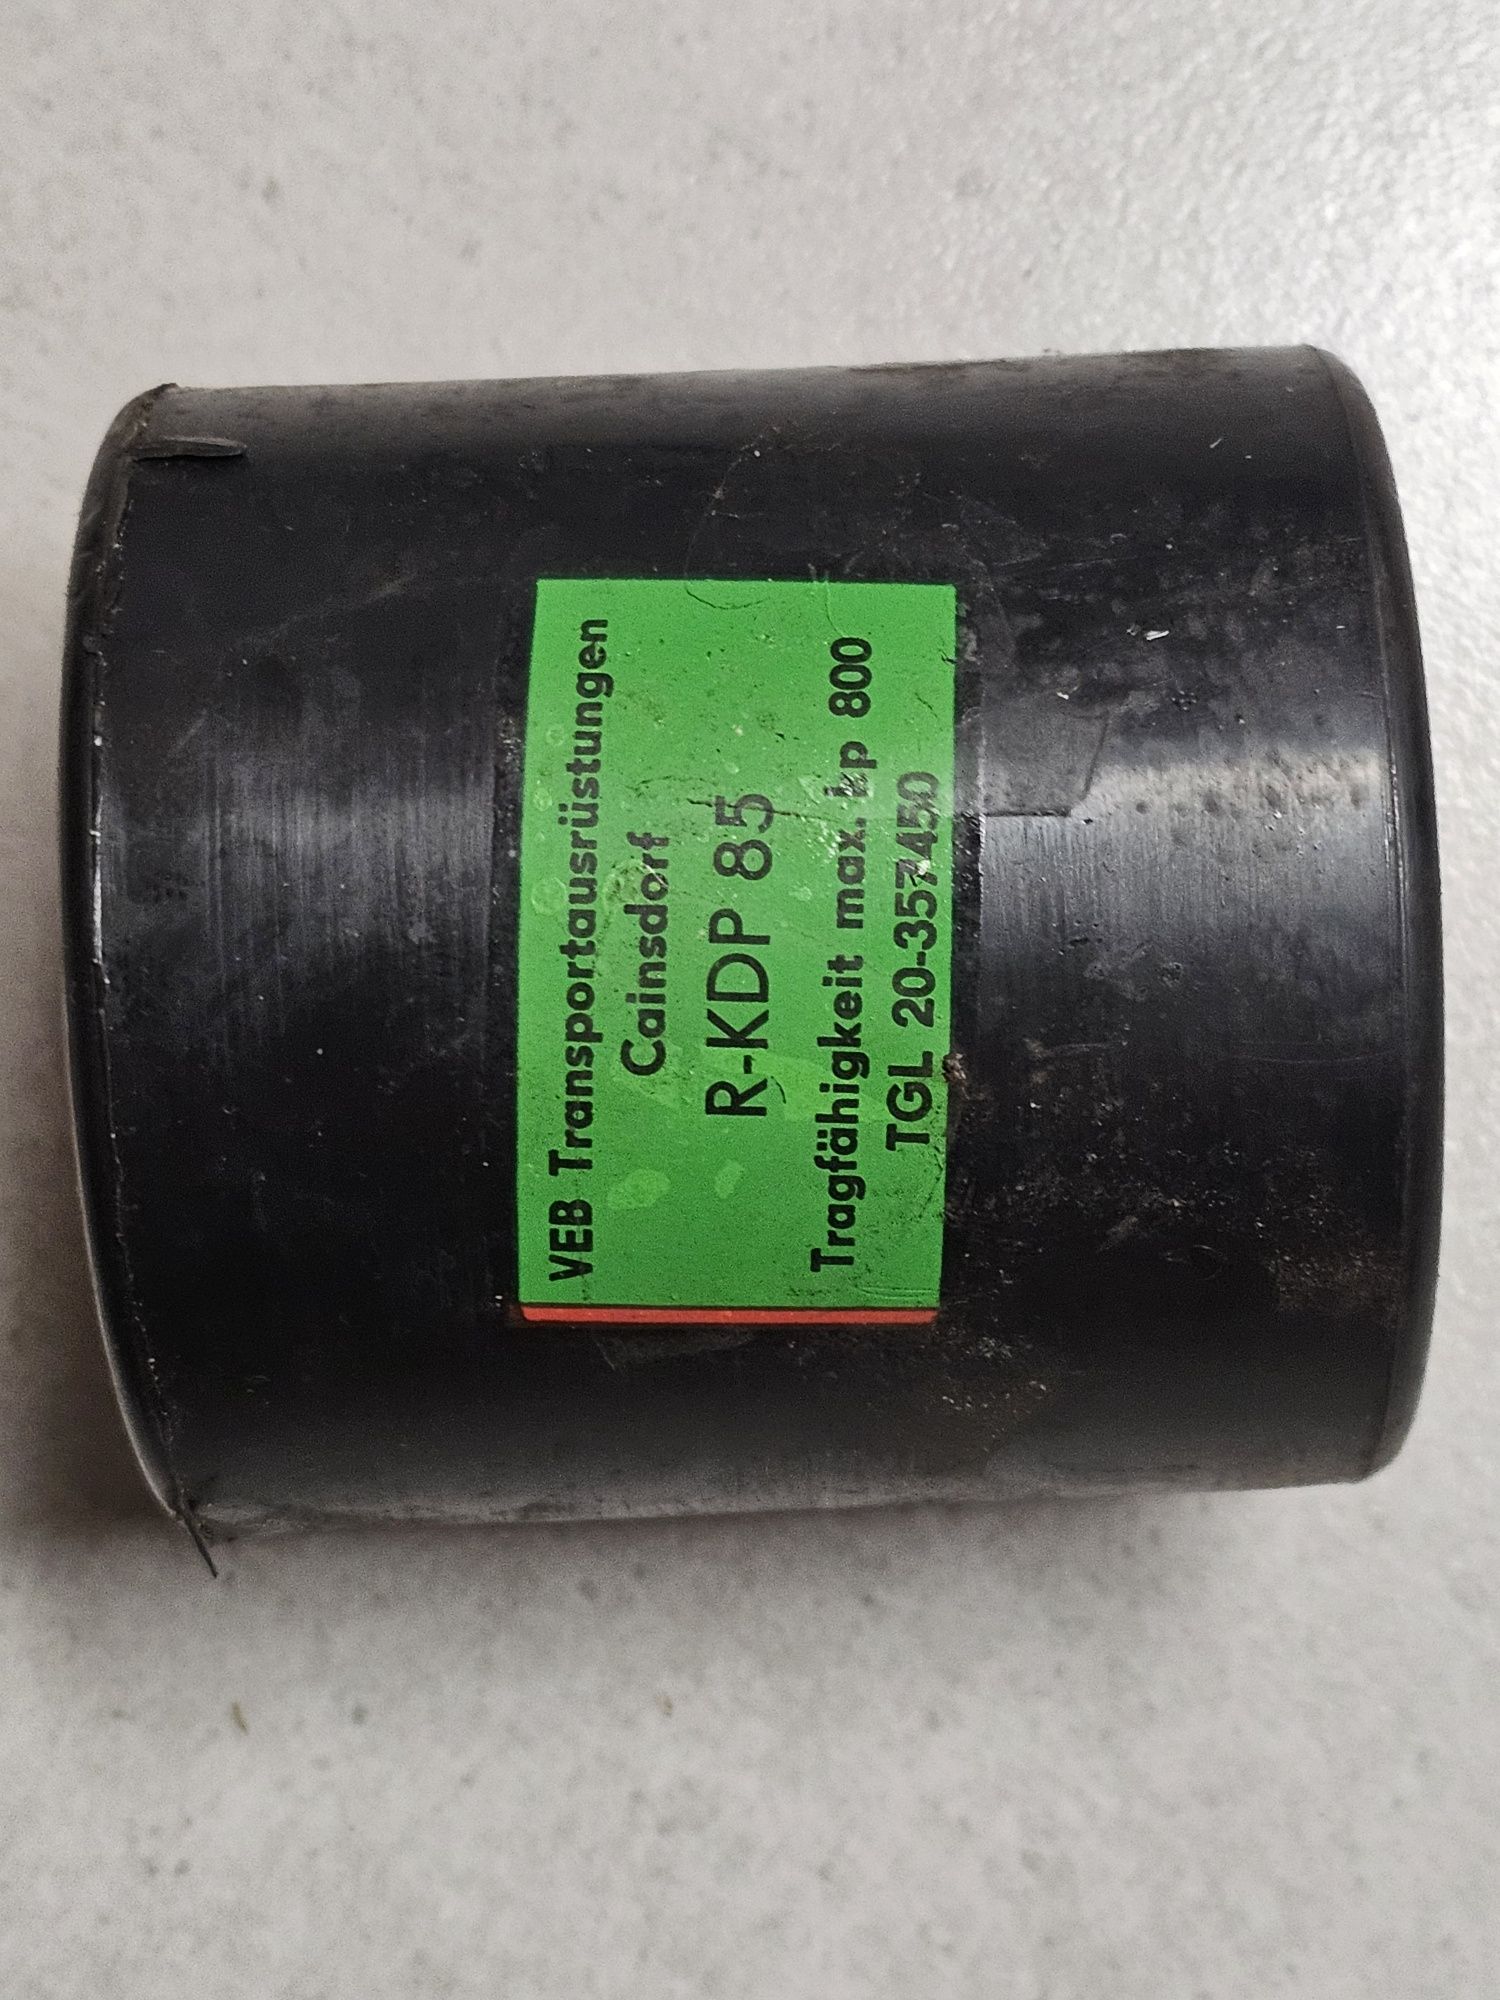 VEB Transportausrüstungen
Cainsdorf
R-KDP 85
Tragfähigkeit max. kp 800
TGL 20-357450